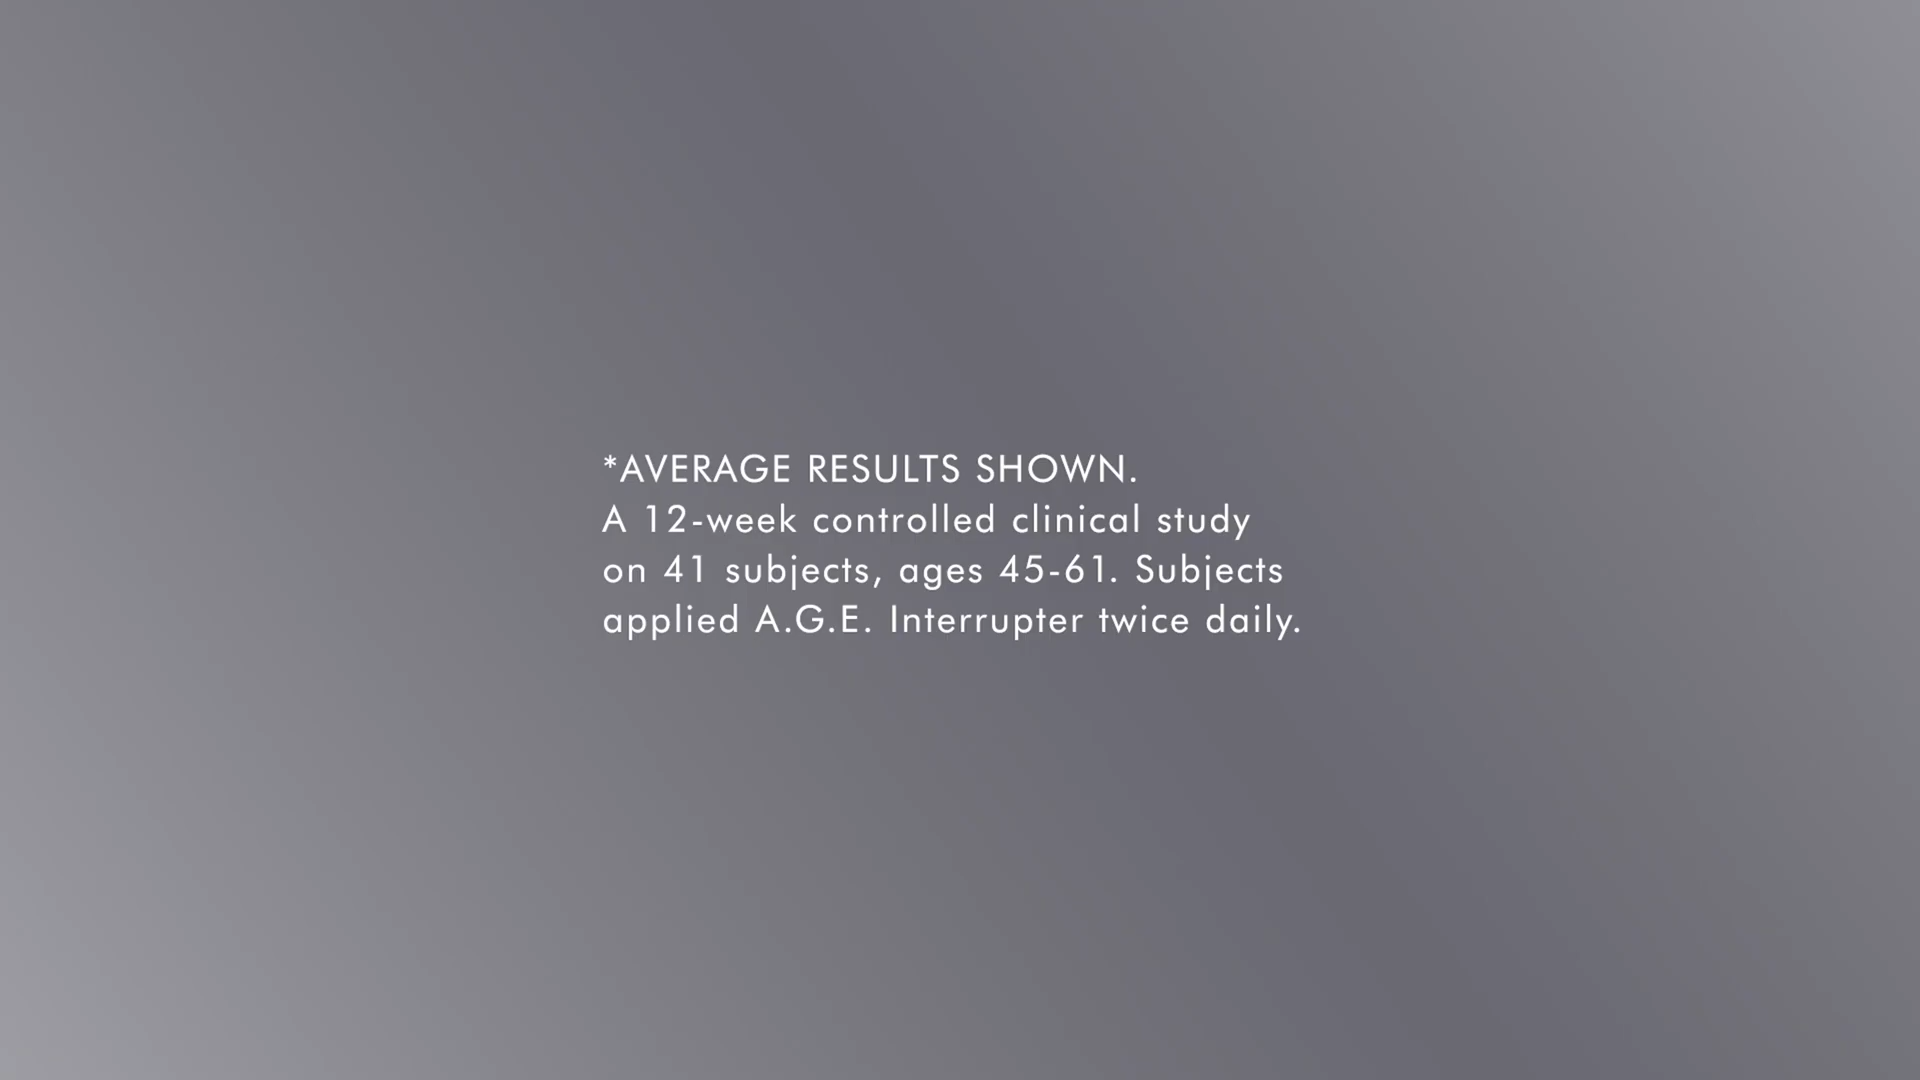 *AVERAGE RESULTS SHOWN.
A 12-week controlled clinical study
on 41 subjects, ages 45-61. Subjects
applied A.G.E. Interrupter twice daily.